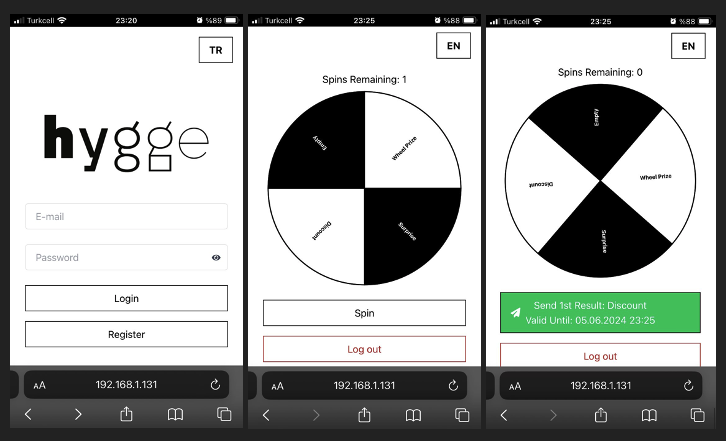 Turkcell 23:20 %89
TR
hygge
E-mail
Password
Login
Register
AA 192.168.1.131
Turkcell 23:25 %88
EN
Spins Remaining: 1
Empty
Wheel Prize
Discount
Surprise
Spin
Log out
AA 192.168.1.131
Turkcell 23:25 %88
EN
Spins Remaining: 0
Empty
Wheel Prize
Discount
Surprise
Send 1st Result: Discount
Valid Until: 05.06.2024 23:25
Log out
AA 192.168.1.131